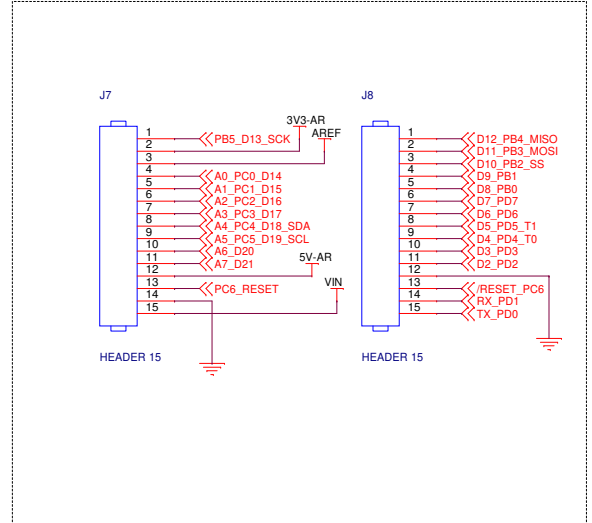 J7
J8
3V3-AR
AREF
1
PB5_D13_SCK
2
3
4
A0_PC0_D14
5
A1_PC1_D15
6
A2_PC2_D16
7
A3_PC3_D17
8
A4_PC4_D18_SDA
9
A5_PC5_D19_SCL
10
A6_D20
11
A7_D21
5V-AR
12
13
PC6_RESET
VIN
14
15
HEADER 15
1
D12_PB4_MISO
2
D11_PB3_MOSI
3
D10_PB2_SS
4
D9_PB1
5
D8_PB0
6
D7_PD7
7
D6_PD6
8
D5_PD5_T1
9
D4_PD4_T0
10
D3_PD3
11
D2_PD2
12
13
/RESET_PC6
14
RX_PD1
15
TX_PD0
HEADER 15